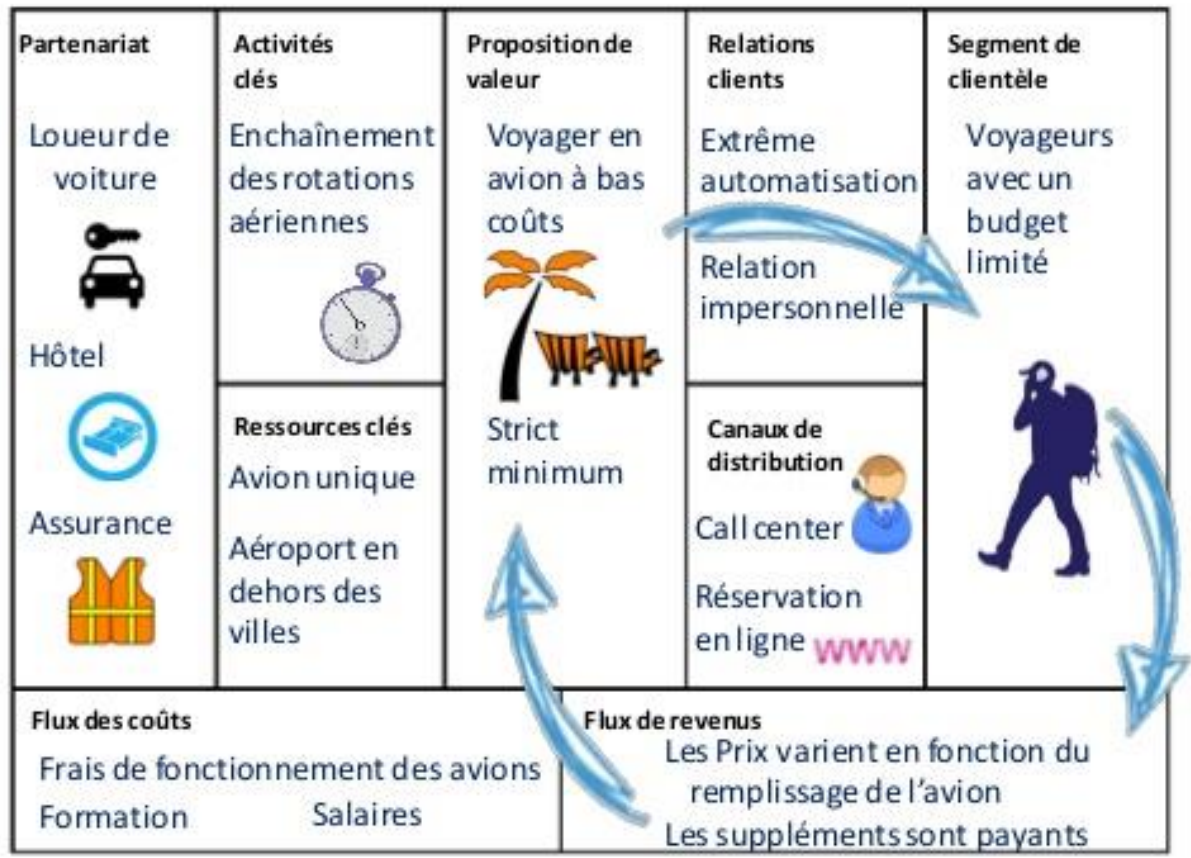 Partenariat
Loueur de
voiture
Hôtel
Assurance
Activités
clés
Enchaînement
des rotations
aériennes
Ressources clés
Avion unique
Aéroport en
dehors des
villes
Proposition de
valeur
Voyager en
avion à bas
coûts
Strict
minimum
Relations
clients
Extrême
automatisation
Relation
impersonnelle
Canaux de
distribution
Call center
Réservation
en ligne www
Segment de
clientèle
Voyageurs
avec un
budget
limité
Flux des coûts
Frais de fonctionnement des avions
Formation Salaires
Flux de revenus
Les Prix varient en fonction du
remplissage de l'avion
Les suppléments sont payants